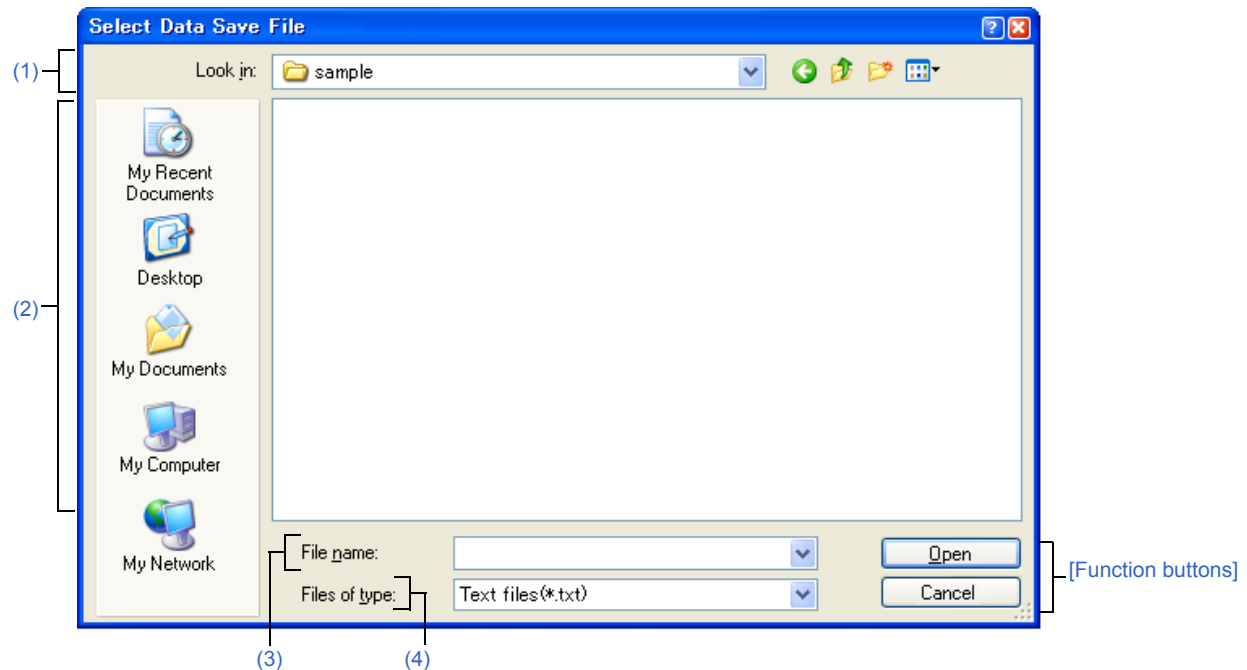 Select Data Save File
(1)
Look in:
sample
(2)
My Recent
Documents
Desktop
My Documents
My Computer
My Network
File name:
Open
[Function buttons]
Files of type:
Text files(*.txt)
Cancel
(3)
(4)